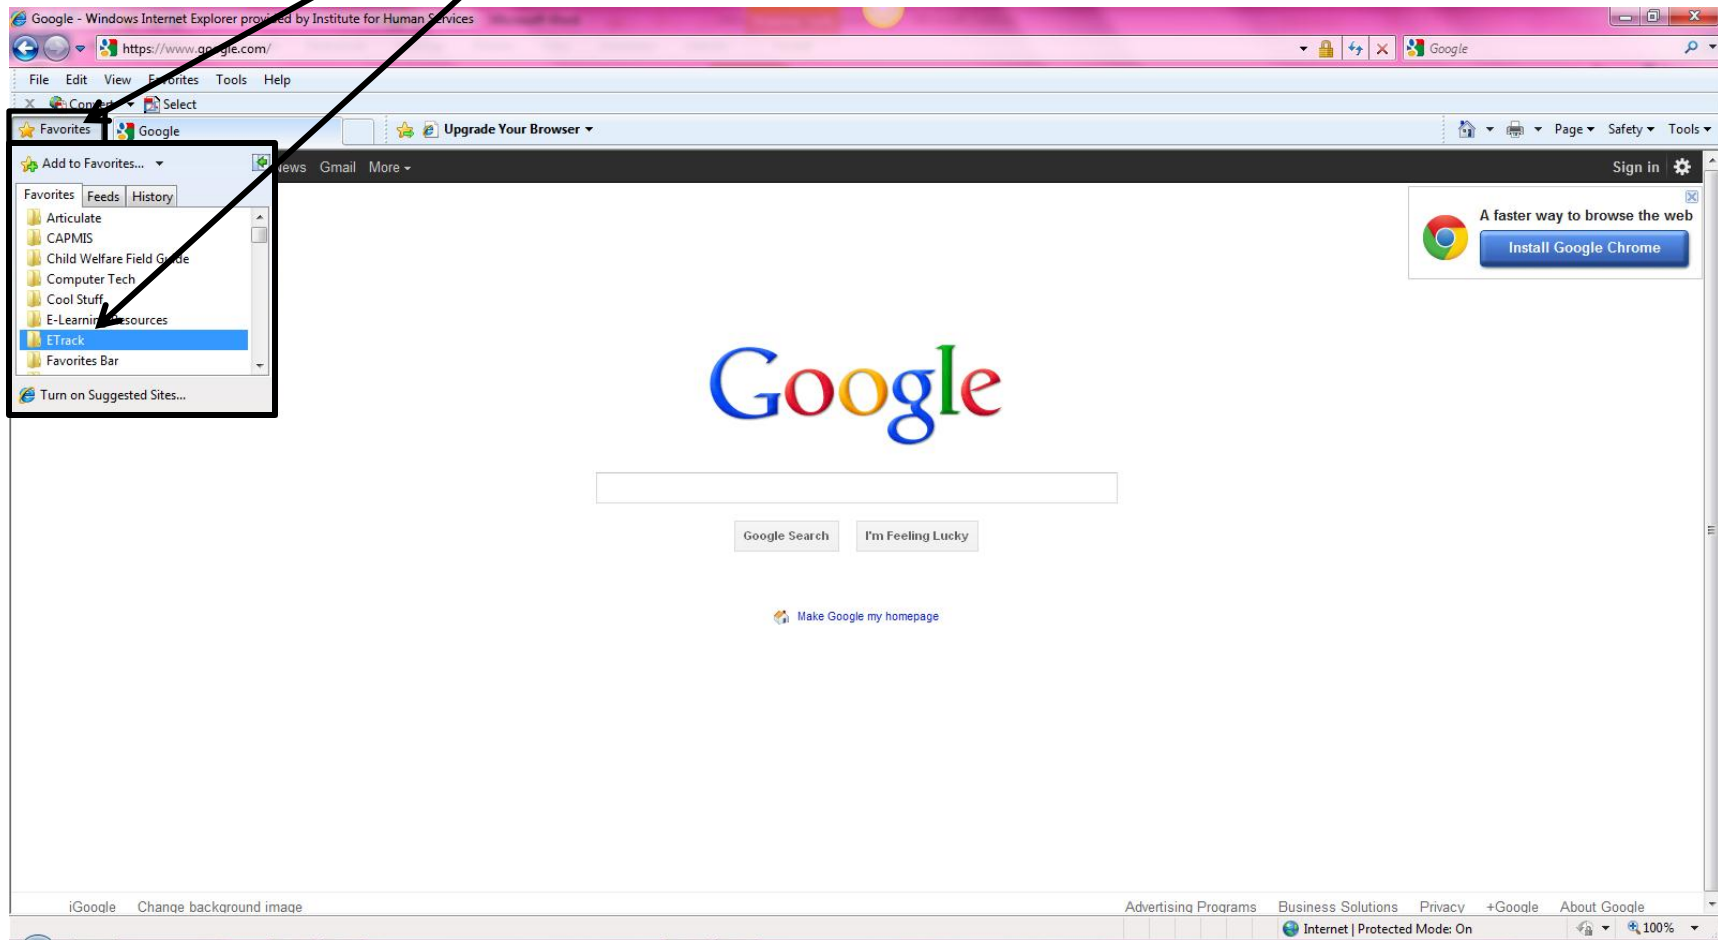 Google - Windows Internet Explorer provided by Institute for Human Services
https://www.google.com/
Google
File Edit View Favorites Tools Help
Select
Favorites Google Upgrade Your Browser Page Safety Tools
Add to Favorites... News Gmail More Sign in
Favorites Feeds History
Articulate
CAPMIS
Child Welfare Field Guide
Computer Tech
Cool Stuff
E-Learning Resources
ETrack
Favorites Bar
Turn on Suggested Sites...
A faster way to browse the web
Install Google Chrome
Google
Google Search I'm Feeling Lucky
Make Google my homepage
iGoogle Change background image Advertising Programs Business Solutions Privacy +Google About Google
Internet | Protected Mode: On 100%